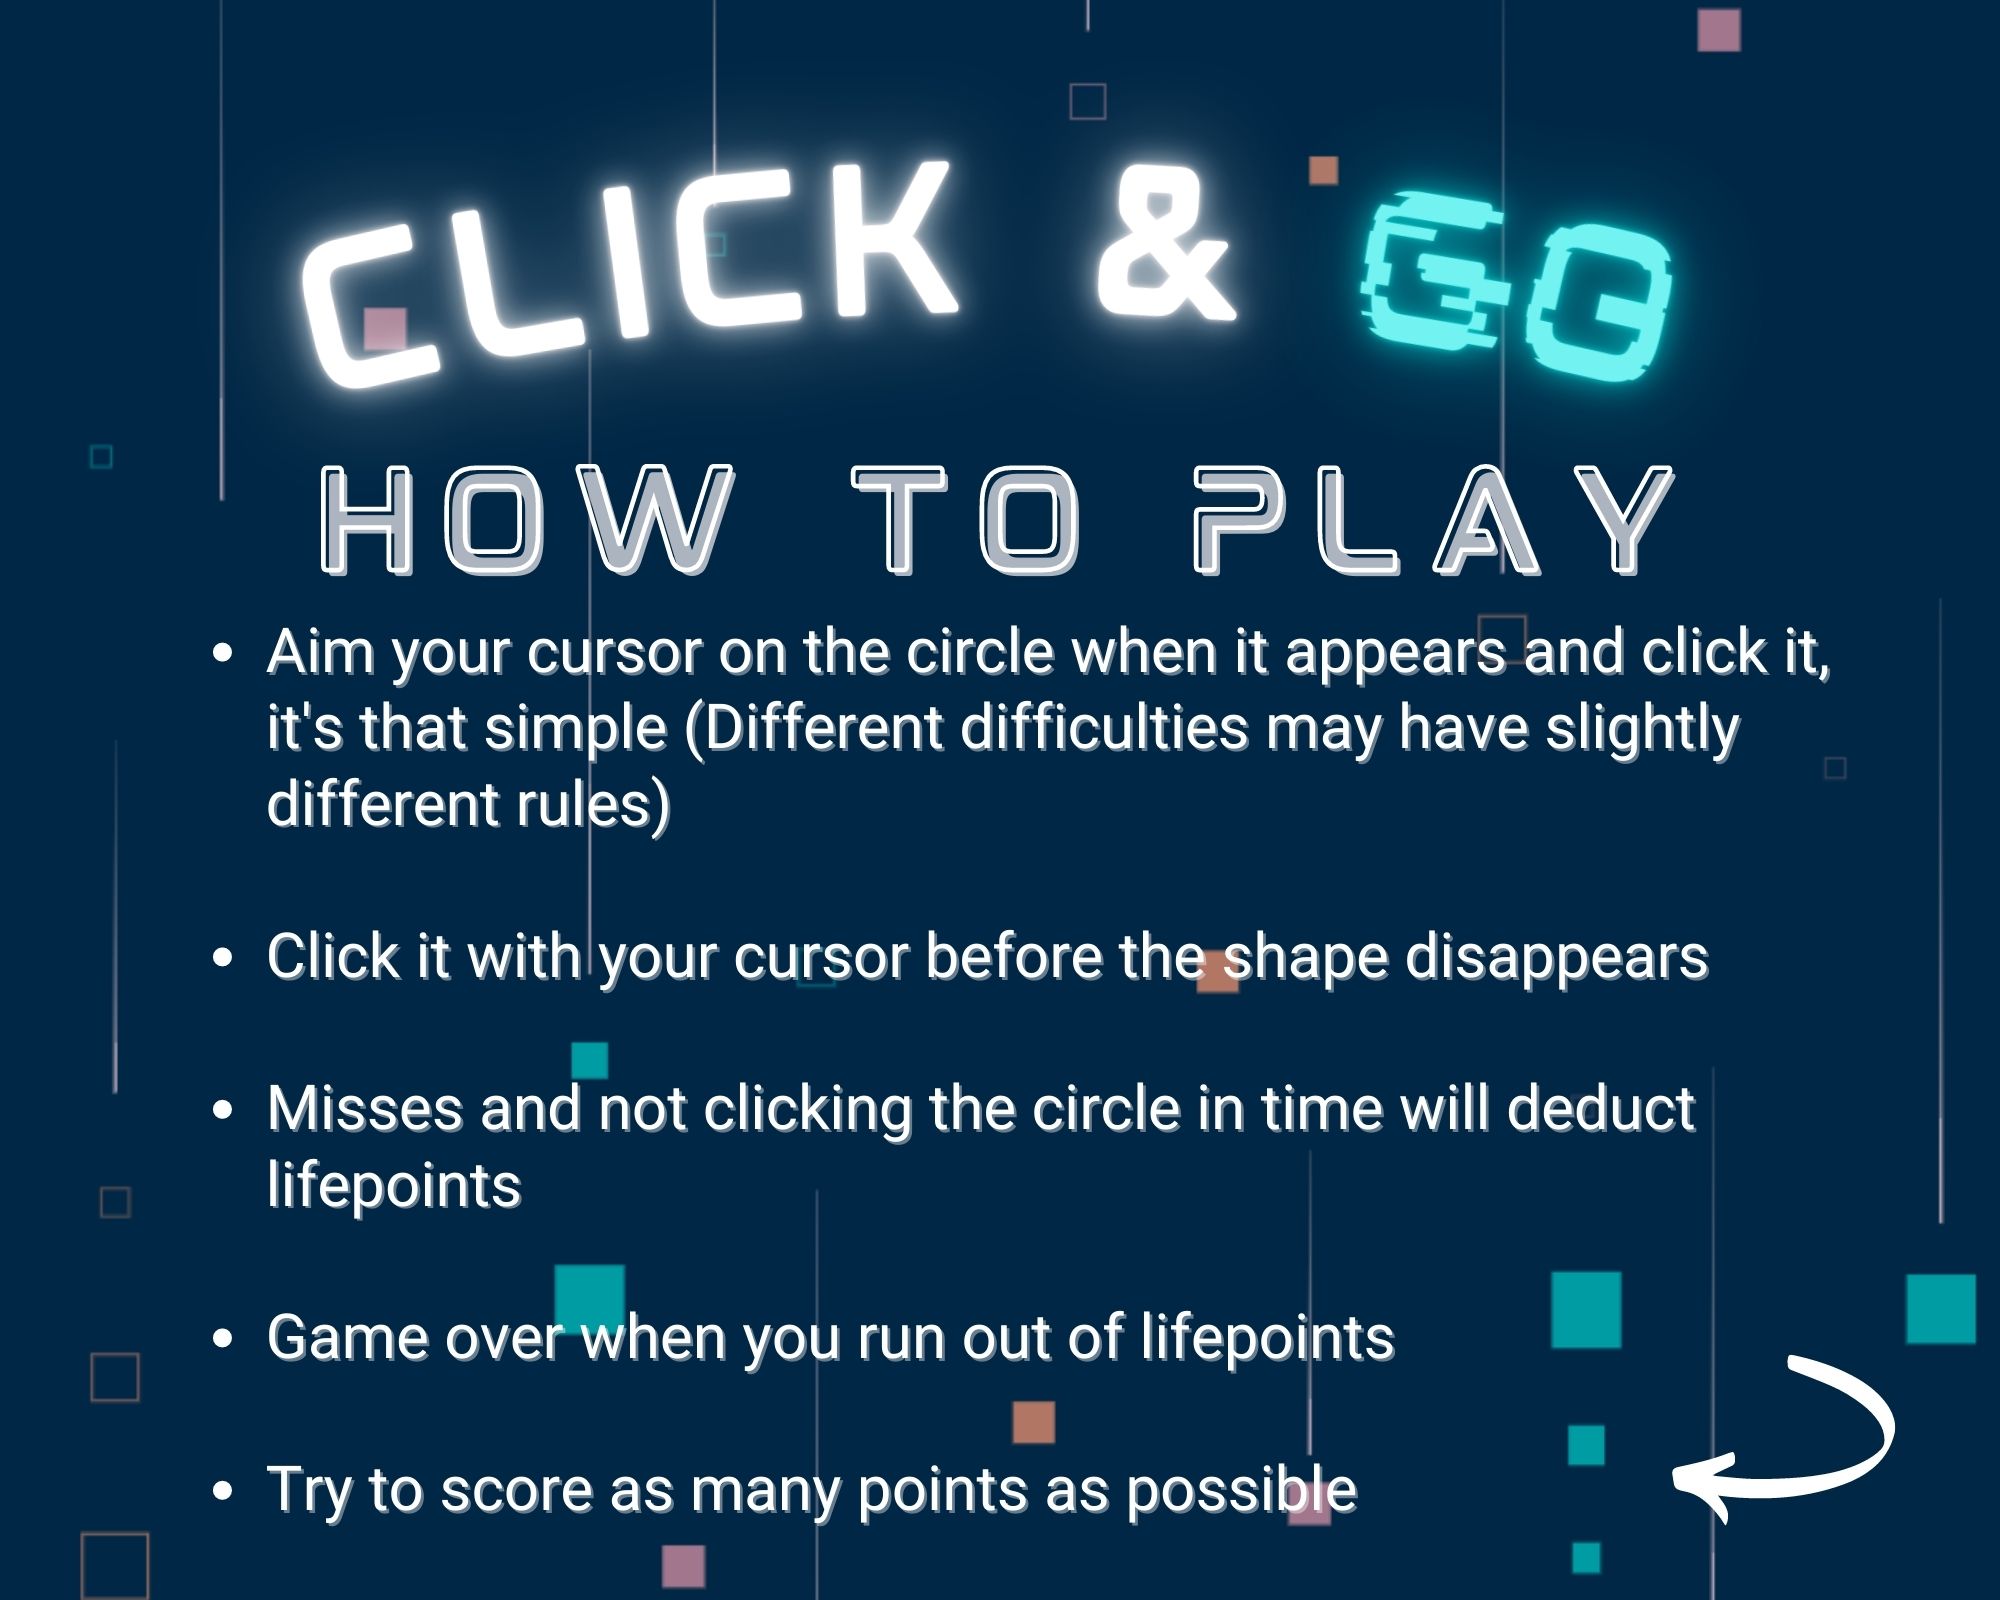 CLICK & GO
HOW TO PLAY
• Aim your cursor on the circle when it appears and click it,
it's that simple (Different difficulties may have slightly
different rules)
• Click it with your cursor before the shape disappears
• Misses and not clicking the circle in time will deduct
lifepoints
• Game over when you run out of lifepoints
• Try to score as many points as possible